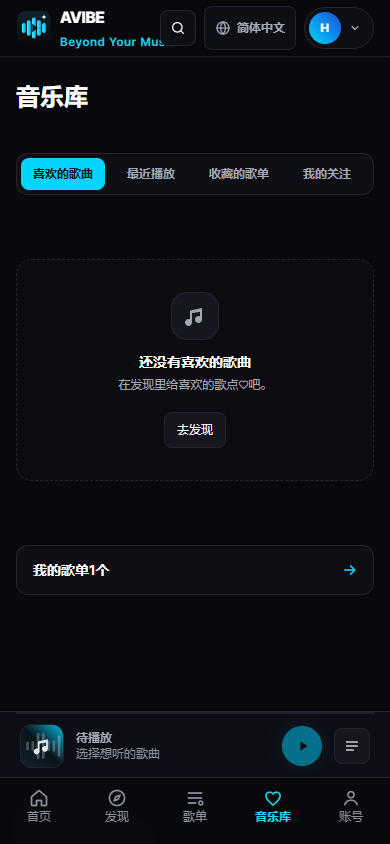 AVIBE
Beyond Your Mus
简体中文
H
音乐库
喜欢的歌曲
最近播放
收藏的歌单
我的关注
还没有喜欢的歌曲
在发现里给喜欢的歌点♡吧。
去发现
我的歌单1个
待播放
选择想听的歌曲
首页
发现
歌单
音乐库
账号